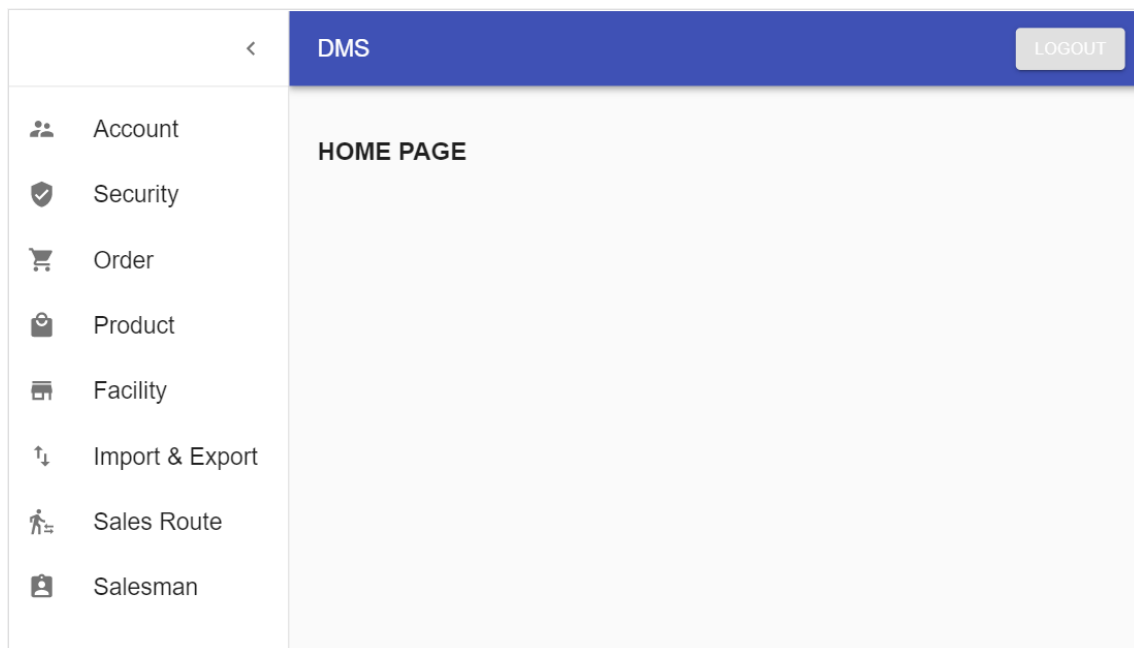 DMS
LOGOUT
Account
Security
Order
Product
Facility
Import & Export
Sales Route
Salesman
HOME PAGE